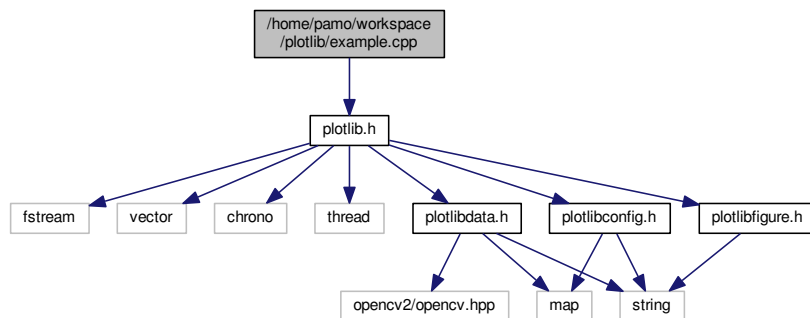 /home/pamo/workspace
/plotlib/example.cpp
plotlib.h
fstream
vector
chrono
thread
plotlibdata.h
plotlibconfig.h
plotlibfigure.h
opencv2/opencv.hpp
map
string